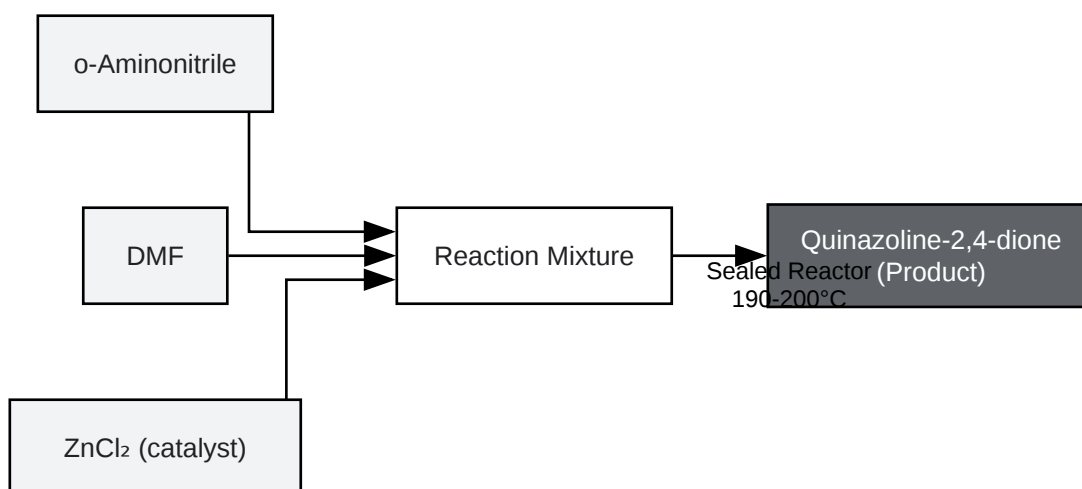 o-Aminonitrile
DMF
Reaction Mixture
Quinazoline-2,4-dione
(Product)
Sealed Reactor
190-200°C
ZnCl₂ (catalyst)